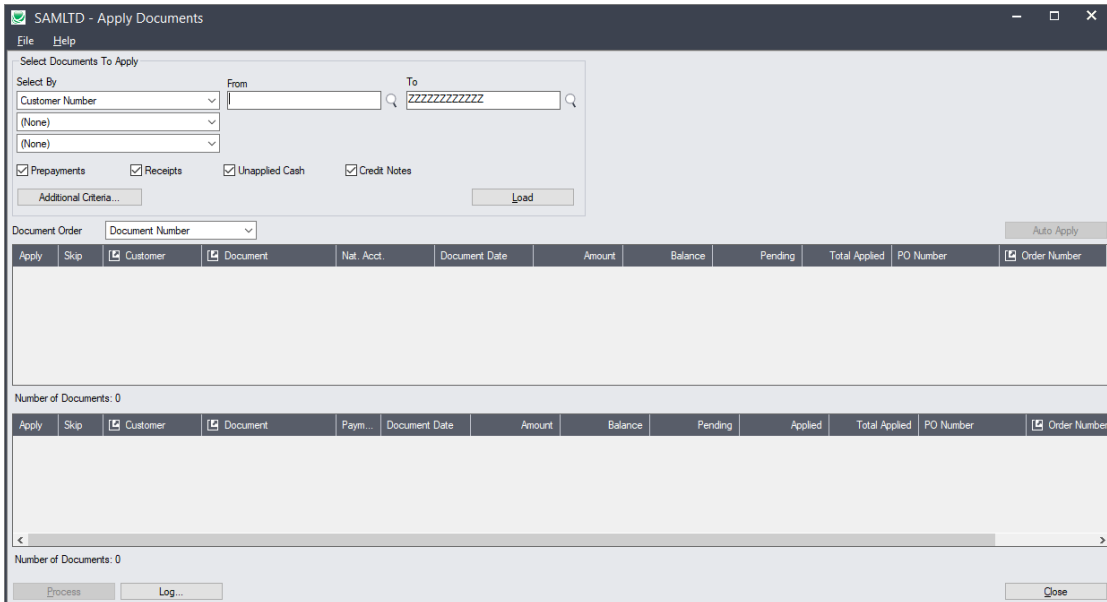 SAMLTD - Apply Documents
File Help
Select Documents To Apply
Select By From To
Customer Number ZZZZZZZZZZZZ
(None)
(None)
Prepayments Receipts Unapplied Cash Credit Notes
Additional Criteria... Load
Document Order Document Number Auto Apply
Apply Skip Customer Document Nat. Acct. Document Date Amount Balance Pending Total Applied PO Number Order Number
Number of Documents: 0
Apply Skip Customer Document Paym... Document Date Amount Balance Pending Applied Total Applied PO Number Order Number
Number of Documents: 0
Process Log... Close